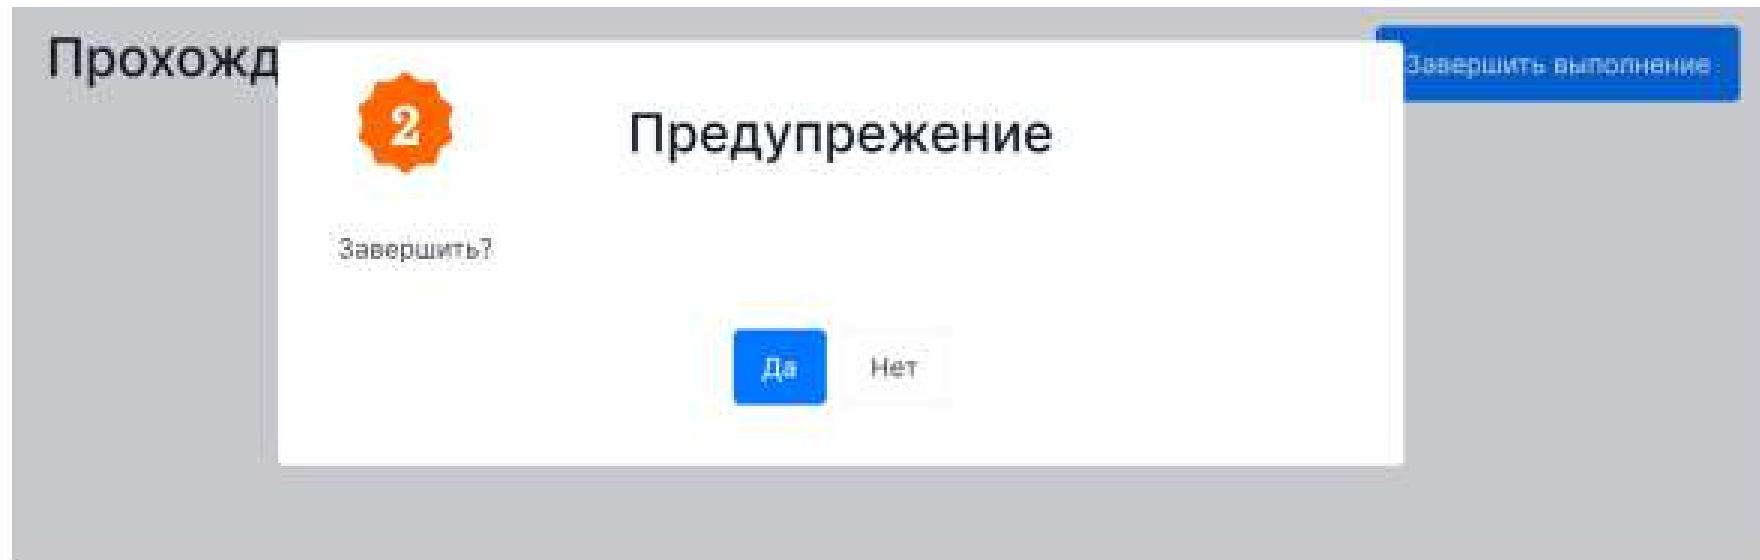 Прохожд
Завершить выполнение
2
Предупрежение
Завершить?
Да
Нет